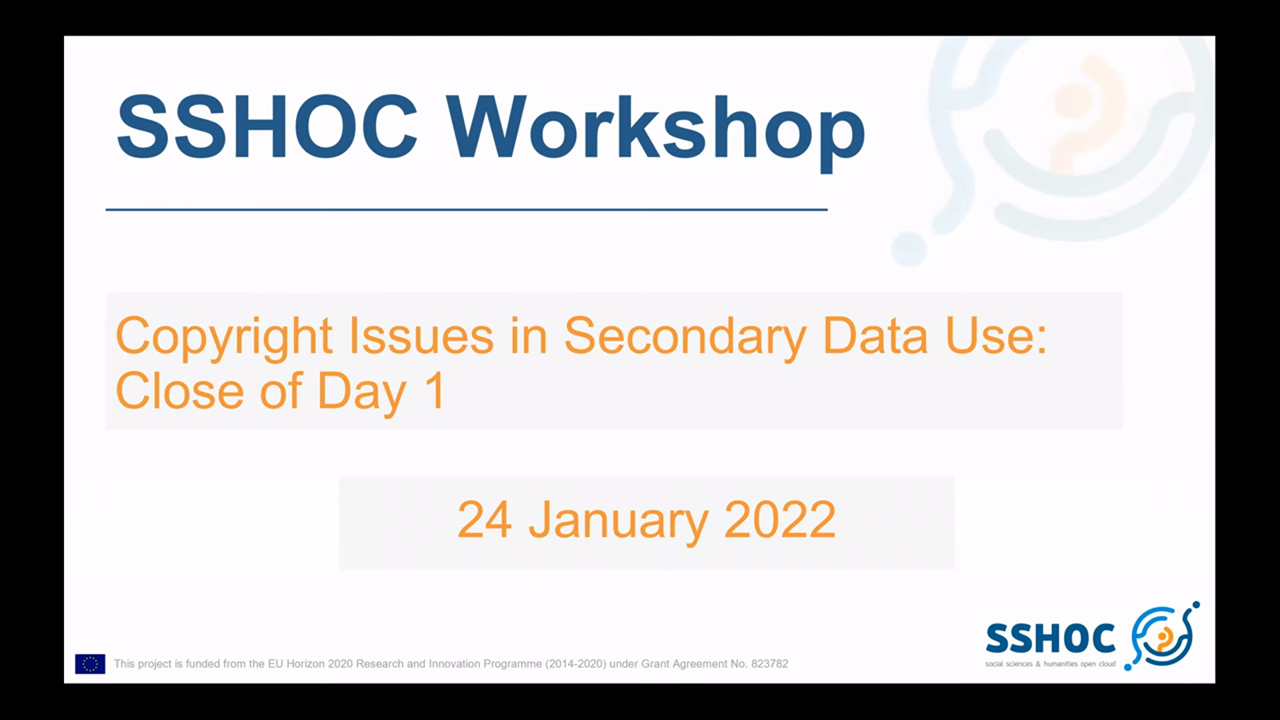 SSHOC Workshop
Copyright Issues in Secondary Data Use:
Close of Day 1
24 January 2022
SSHOC
social sciences & humanities open cloud
This project is funded from the EU Horizon 2020 Research and Innovation Programme (2014-2020) under Grant Agreement No. 823782